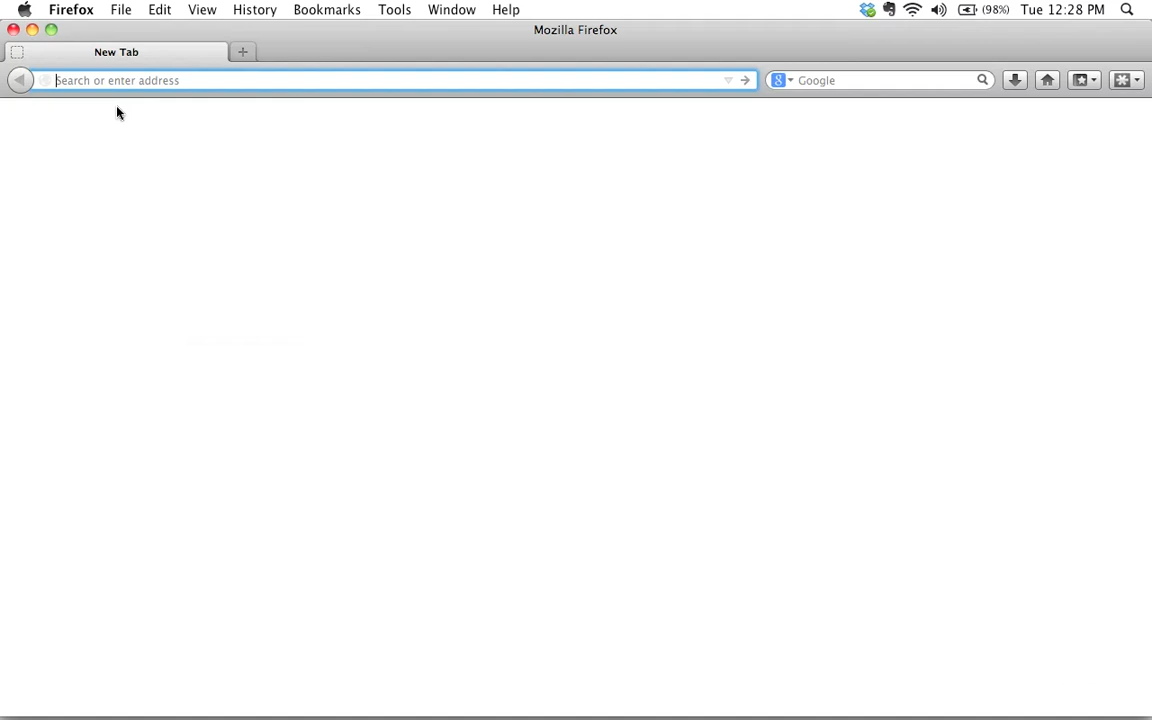 Firefox File Edit View History Bookmarks Tools Window Help (98%) Tue 12:28 PM
Mozilla Firefox
New Tab
Search or enter address
Google